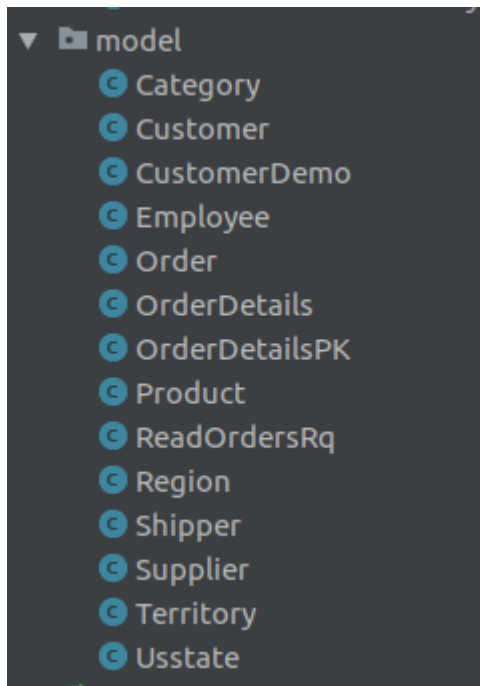 model
Category
Customer
CustomerDemo
Employee
Order
OrderDetails
OrderDetailsPK
Product
ReadOrdersRq
Region
Shipper
Supplier
Territory
Usstate